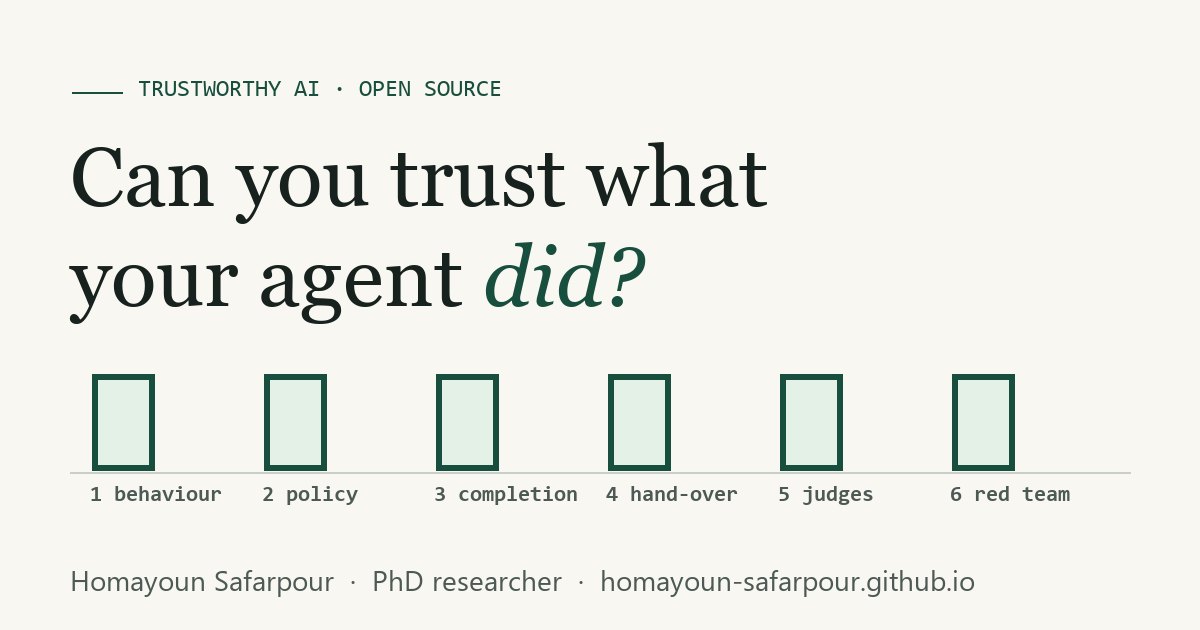 TRUSTWORTHY AI · OPEN SOURCE
Can you trust what
your agent did?
1 behaviour 2 policy 3 completion 4 hand-over 5 judges 6 red team
Homayoun Safarpour · PhD researcher · homayoun-safarpour.github.io